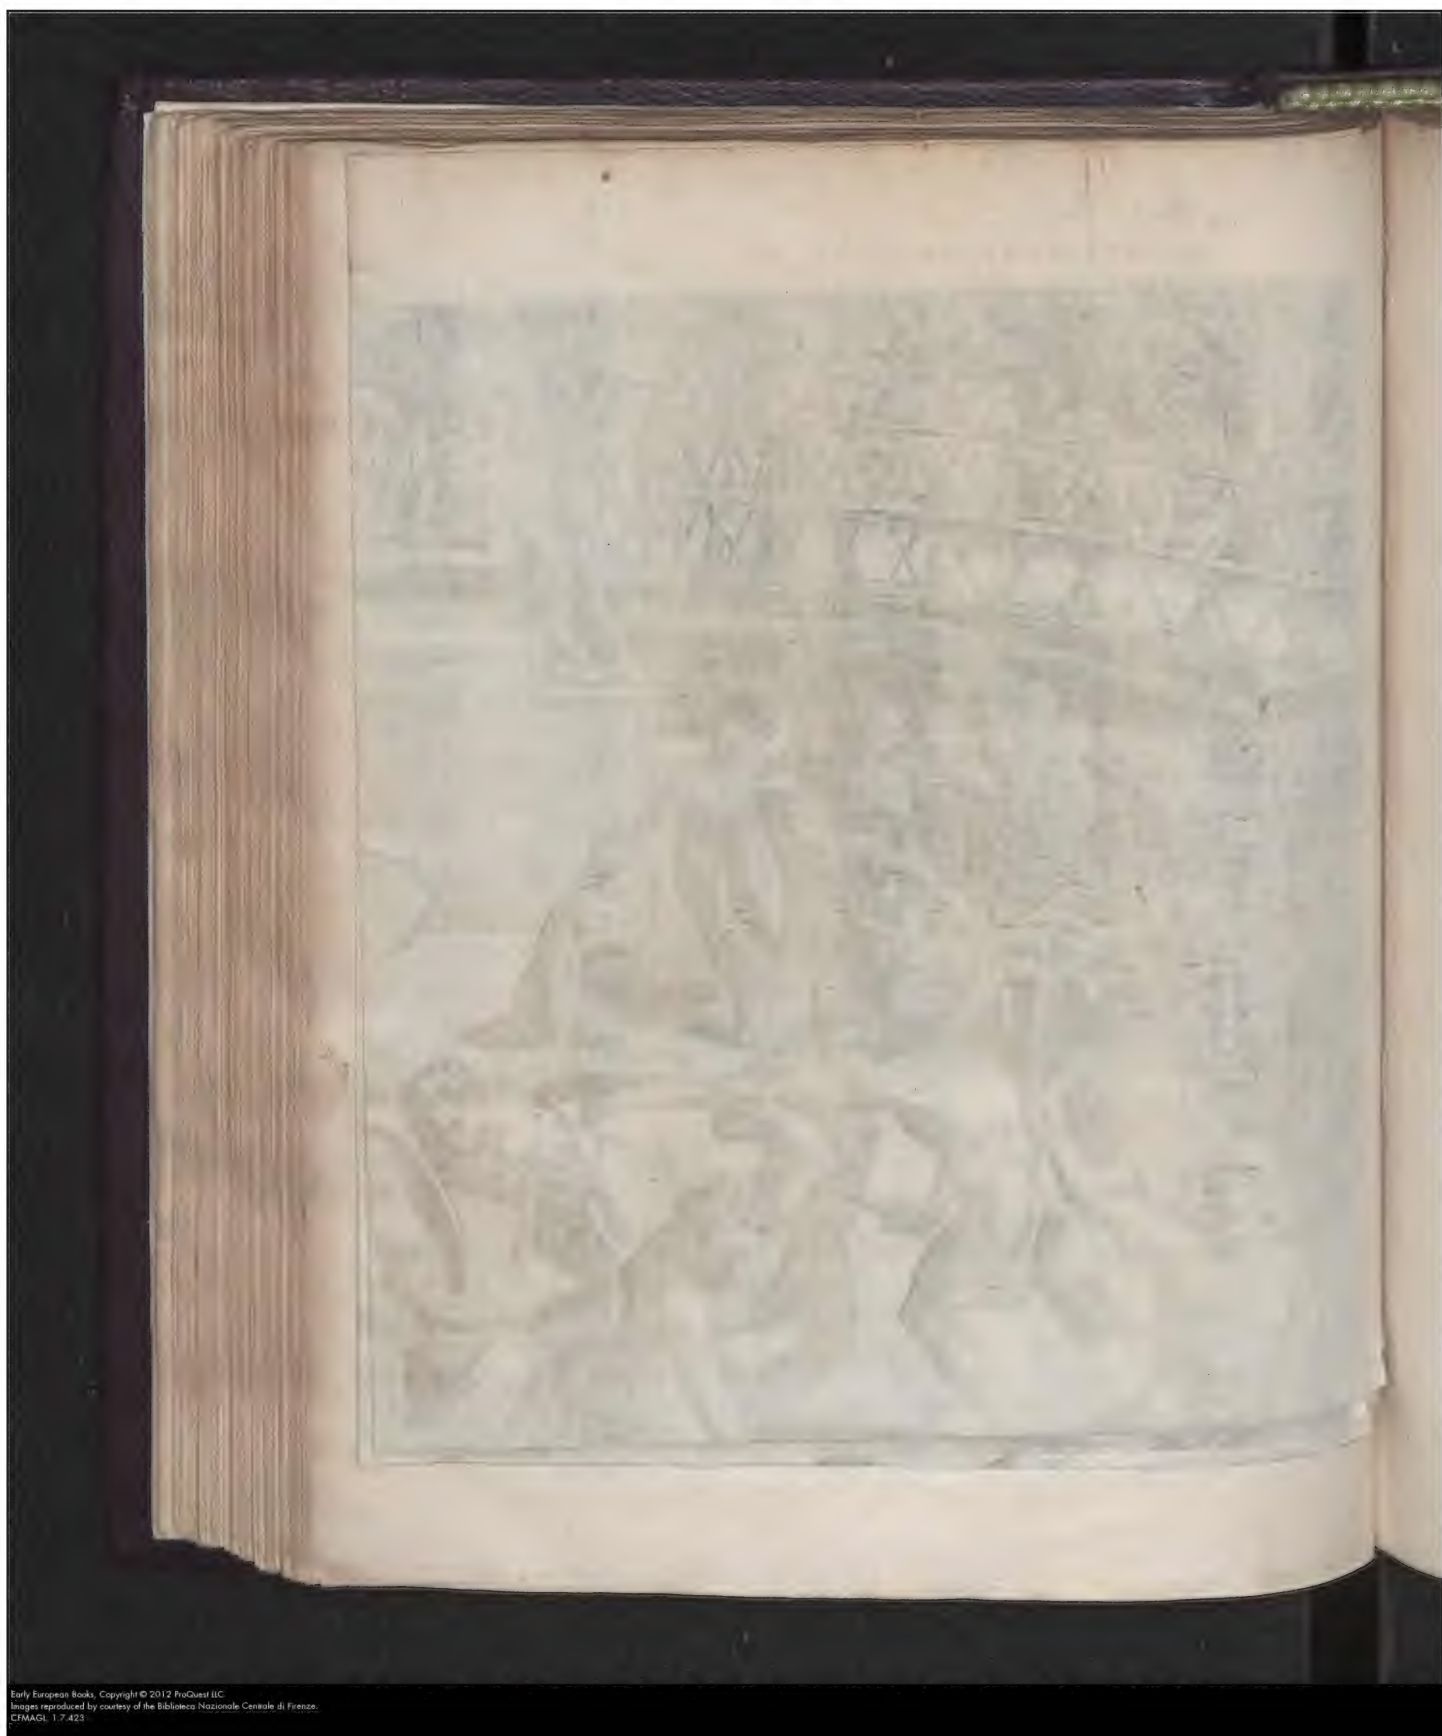 Early European Books, Copyright © 2012 ProQuest LLC.
Images reproduced by courtesy of the Biblioteca Nazionale Centrale di Firenze.
CFMAGL. 1.7.423